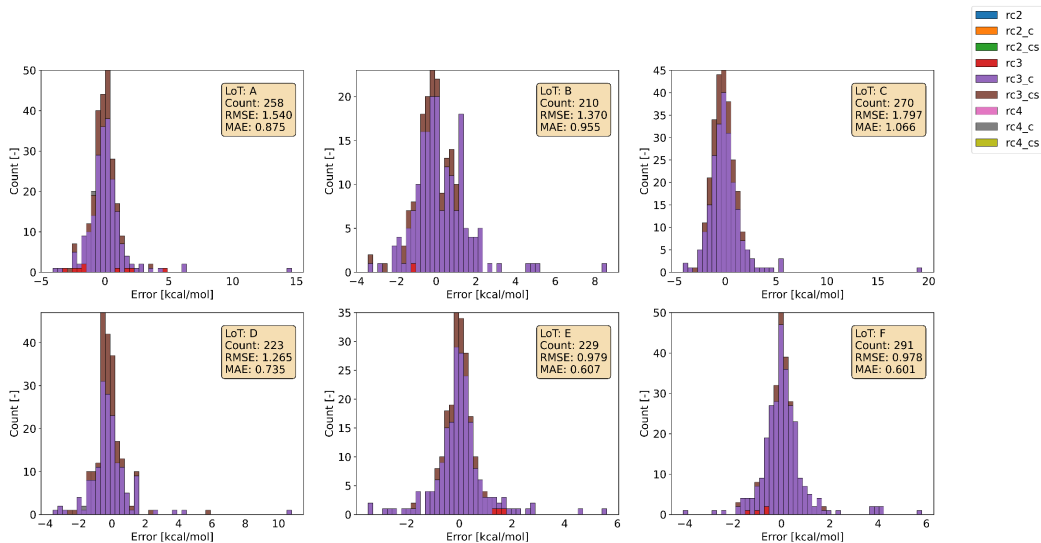 rc2
rc2_c
rc2_cs
rc3
rc3_c
rc3_cs
rc4
rc4_c
rc4_cs
50
40
30
20
10
0
Count [-]
LoT: A
Count: 258
RMSE: 1.540
MAE: 0.875
−5 0 5 10 15
Error [kcal/mol]
20
15
10
5
0
Count [-]
LoT: B
Count: 210
RMSE: 1.370
MAE: 0.955
−4 −2 0 2 4 6 8
Error [kcal/mol]
45
40
35
30
25
20
15
10
5
0
Count [-]
LoT: C
Count: 270
RMSE: 1.797
MAE: 1.066
−5 0 5 10 15 20
Error [kcal/mol]
40
30
20
10
0
Count [-]
LoT: D
Count: 223
RMSE: 1.265
MAE: 0.735
−4 −2 0 2 4 6 8 10
Error [kcal/mol]
35
30
25
20
15
10
5
0
Count [-]
LoT: E
Count: 229
RMSE: 0.979
MAE: 0.607
−2 0 2 4 6
Error [kcal/mol]
50
40
30
20
10
0
Count [-]
LoT: F
Count: 291
RMSE: 0.978
MAE: 0.601
−4 −2 0 2 4 6
Error [kcal/mol]